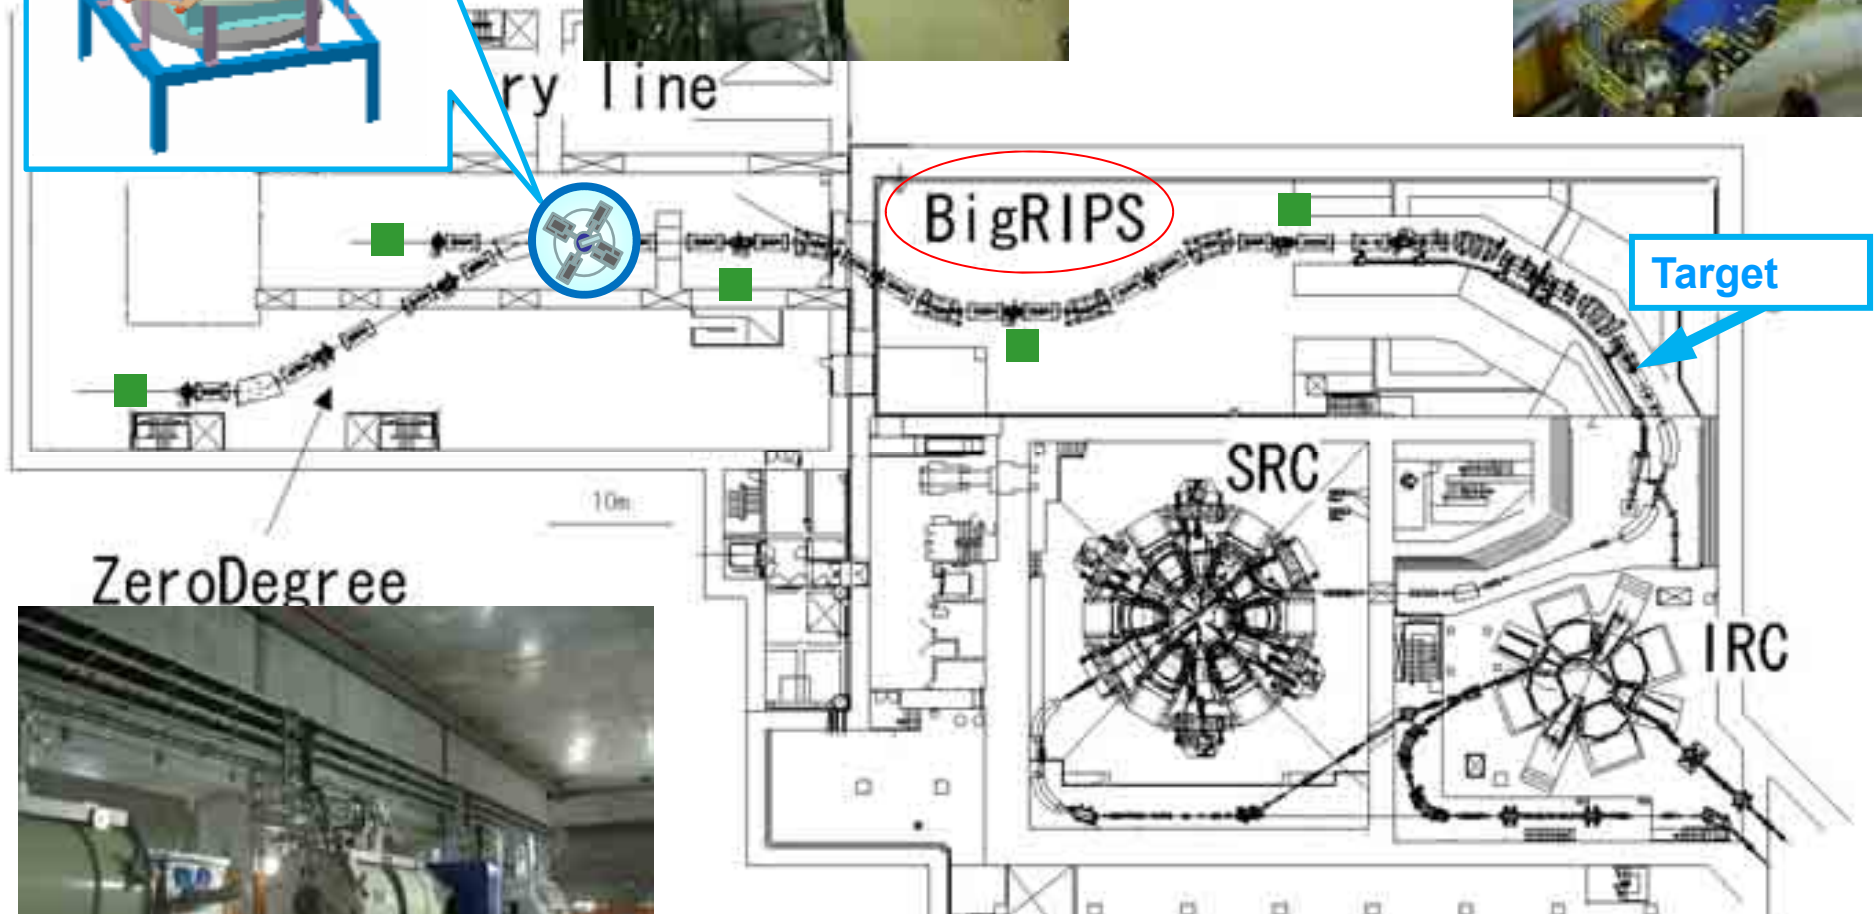 ry line
BigRIPS
Target
SRC
10m
ZeroDegree
IRC